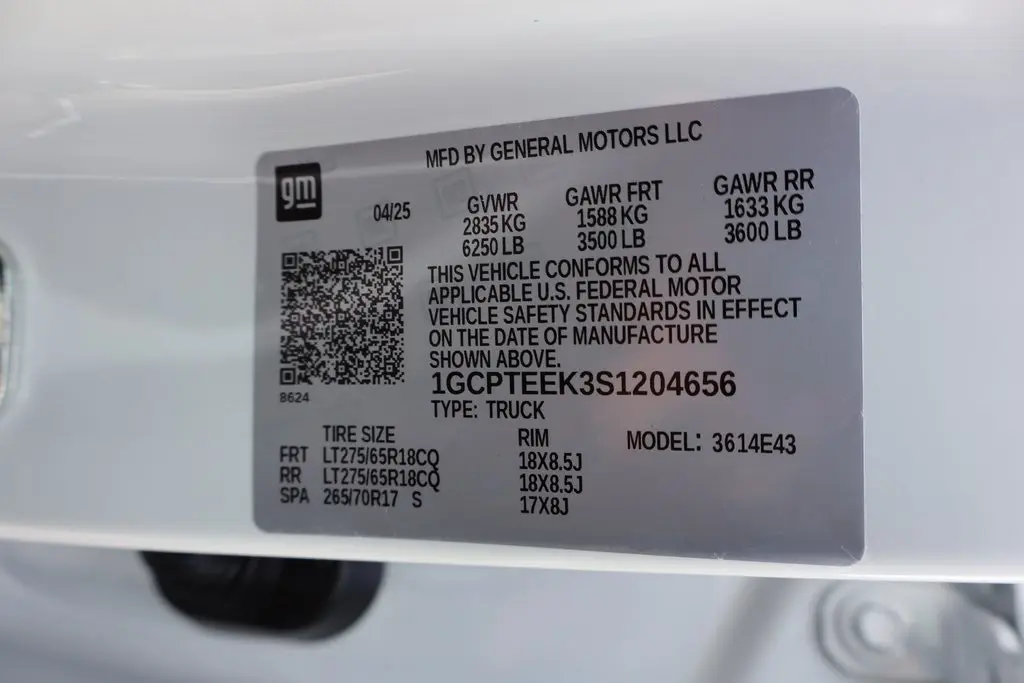 MFD BY GENERAL MOTORS LLC
gm
04/25
GVWR GAWR FRT GAWR RR
2835 KG 1588 KG 1633 KG
6250 LB 3500 LB 3600 LB
THIS VEHICLE CONFORMS TO ALL
APPLICABLE U.S. FEDERAL MOTOR
VEHICLE SAFETY STANDARDS IN EFFECT
ON THE DATE OF MANUFACTURE
SHOWN ABOVE.
1GCPTEEK3S1204656
8624
TYPE: TRUCK
TIRE SIZE RIM MODEL: 3614E43
FRT LT275/65R18CQ 18X8.5J
RR LT275/65R18CQ 18X8.5J
SPA 265/70R17 S 17X8J